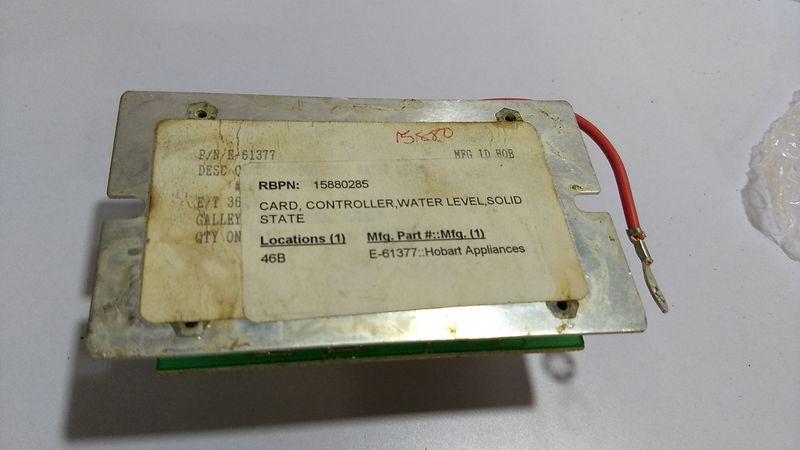 15880
P/N/E-61377 MFG ID HOB
DESC
RBPN: 15880285
E/T 36
CARD, CONTROLLER,WATER LEVEL,SOLID
GALLEY
STATE
QTY ON
Locations (1) Mfg. Part #::Mfg. (1)
46B E-61377::Hobart Appliances